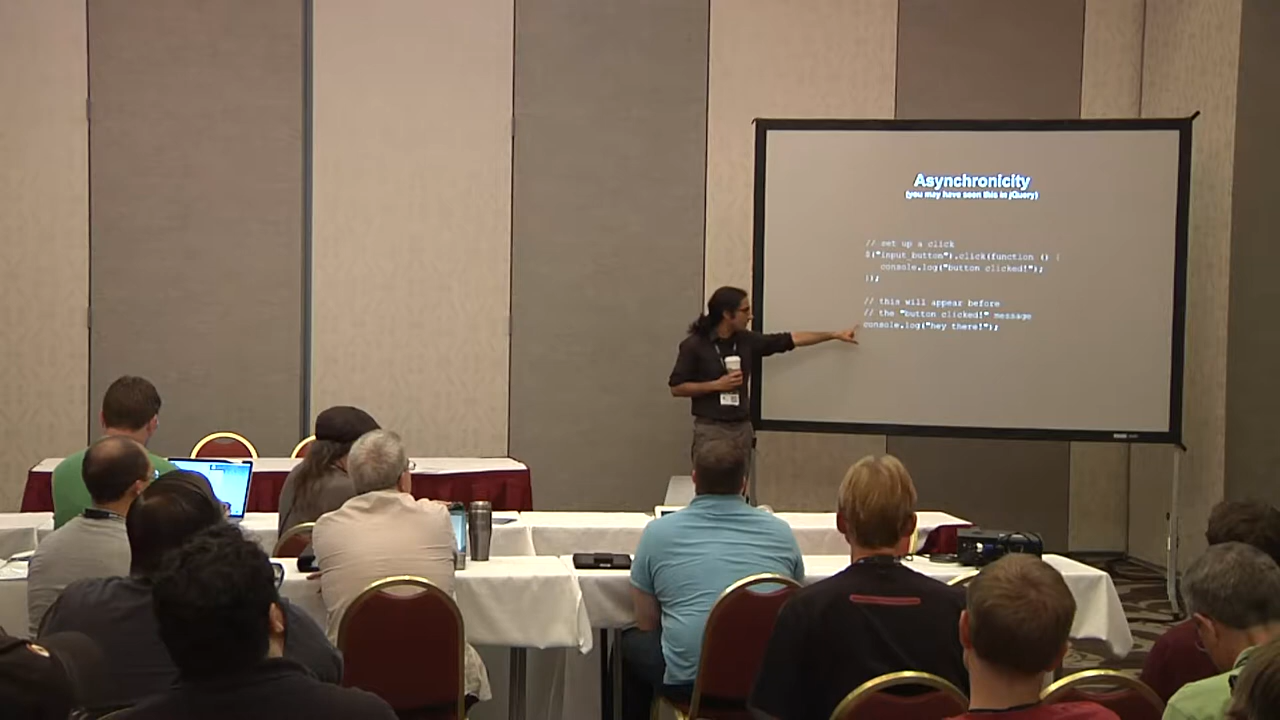 Asynchronicity
(you may have seen this in jQuery)
// set up a click
$("input_button").click(function () {
console.log("button clicked!");
});
// this will appear before
// the "button clicked!" message
console.log("hey there!");